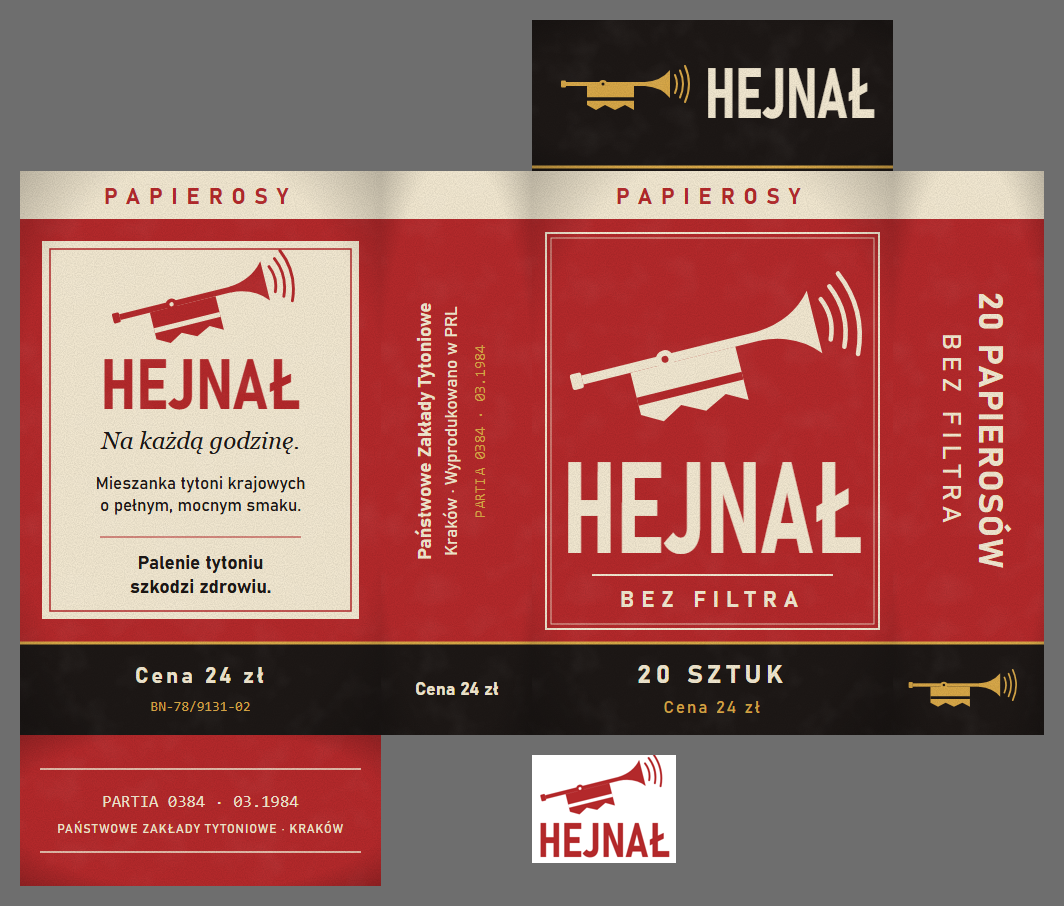 HEJNAŁ
PAPIEROSY
HEJNAŁ
Na każdą godzinę.
Mieszanka tytoni krajowych
o pełnym, mocnym smaku.
Palenie tytoniu
szkodzi zdrowiu.
Cena 24 zł
BN-78/9131-02
PARTIA 0384 · 03.1984
PAŃSTWOWE ZAKŁADY TYTONIOWE · KRAKÓW
Państwowe Zakłady Tytoniowe
Kraków · Wyprodukowano w PRL
PARTIA 0384 · 03.1984
Cena 24 zł
PAPIEROSY
HEJNAŁ
BEZ FILTRA
20 SZTUK
Cena 24 zł
20 PAPIEROSÓW
BEZ FILTRA
HEJNAŁ